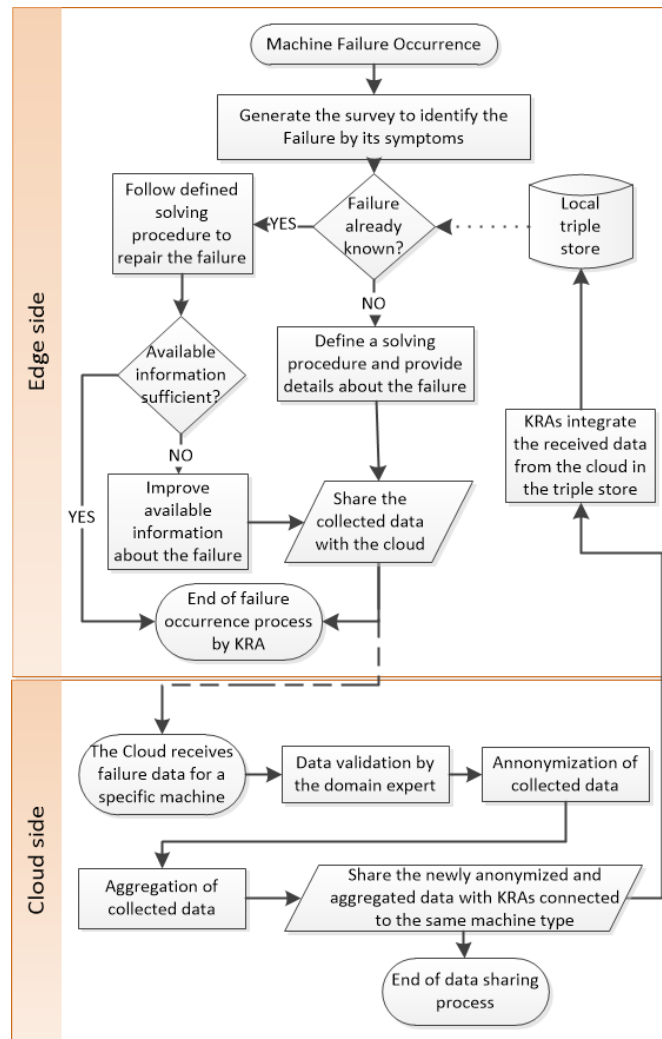 Edge side
Machine Failure Occurrence
Generate the survey to identify the
Failure by its symptoms
Follow defined
solving
procedure to
repair the failure
YES
Failure
already
known?
Local
triple
store
NO
Available
information
sufficient?
Define a solving
procedure and provide
details about the failure
KRAs integrate
the received data
from the cloud in
the triple store
NO
YES
Improve
available
information
about the failure
Share the
collected data
with the cloud
End of failure
occurrence process
by KRA
Cloud side
The Cloud receives
failure data for a
specific machine
Data validation by
the domain expert
Annonymization of
collected data
Aggregation of
collected data
Share the newly anonymized and
aggregated data with KRAs connected
to the same machine type
End of data sharing
process